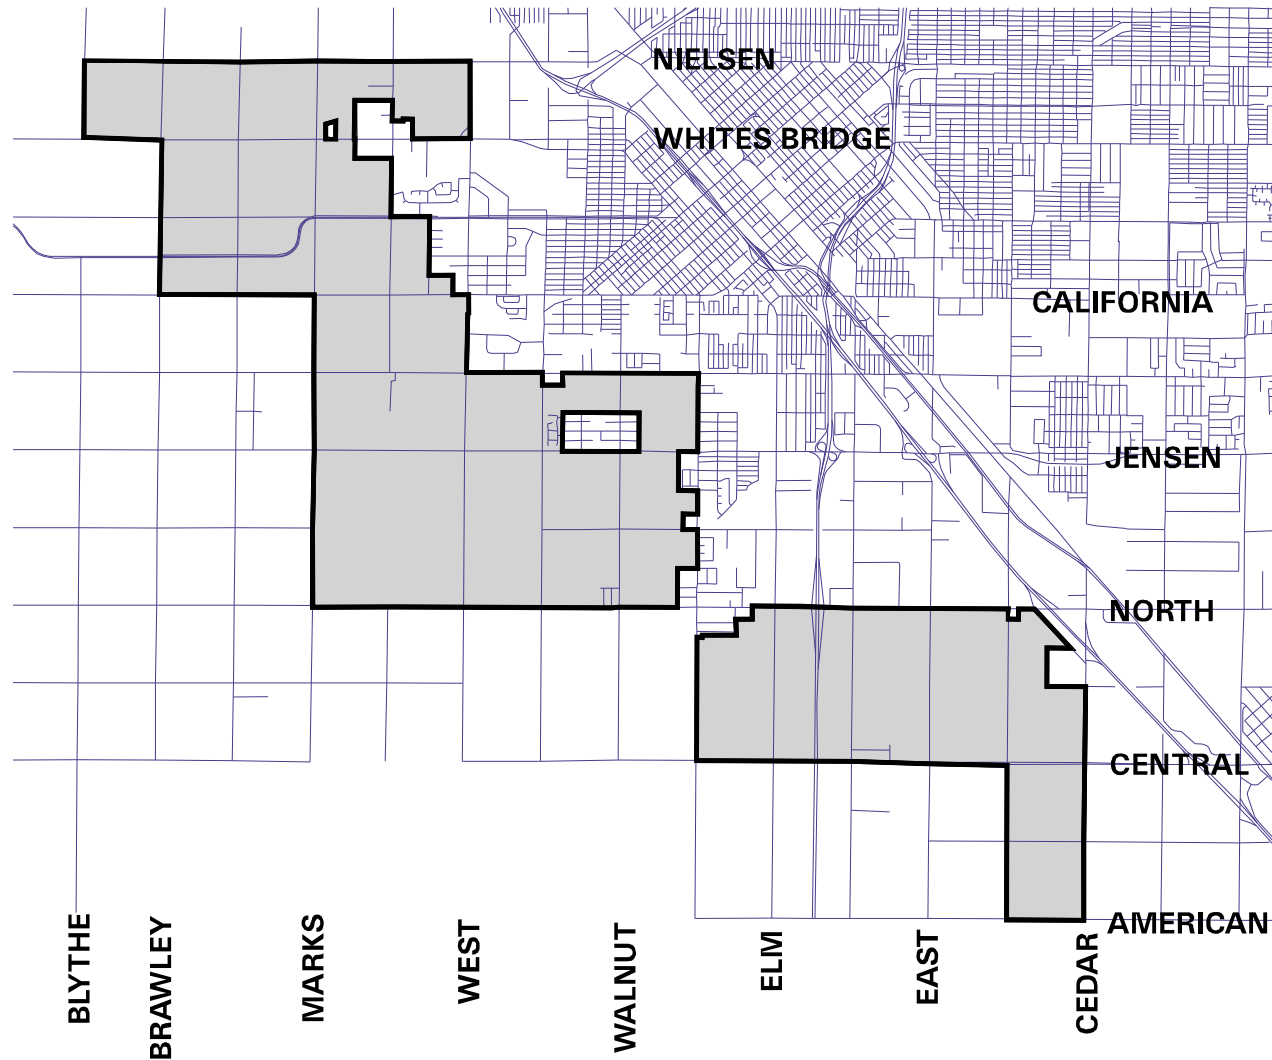 NIELSEN
WHITES BRIDGE
CALIFORNIA
JENSEN
NORTH
CENTRAL
AMERICAN
BLYTHE
BRAWLEY
MARKS
WEST
WALNUT
ELM
EAST
CEDAR